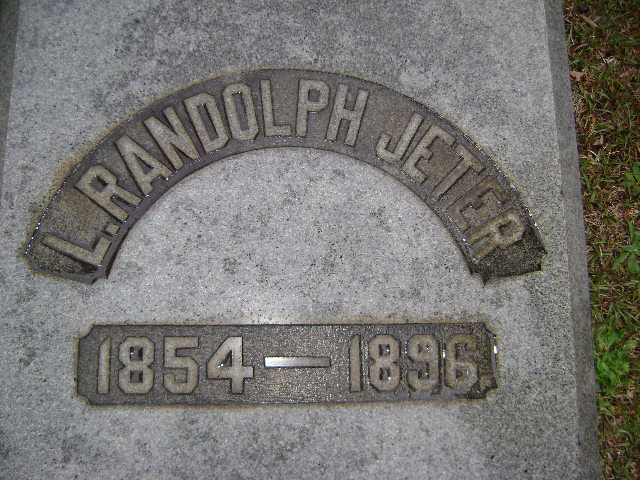 L. RANDOLPH JETER
1854 — 1896.